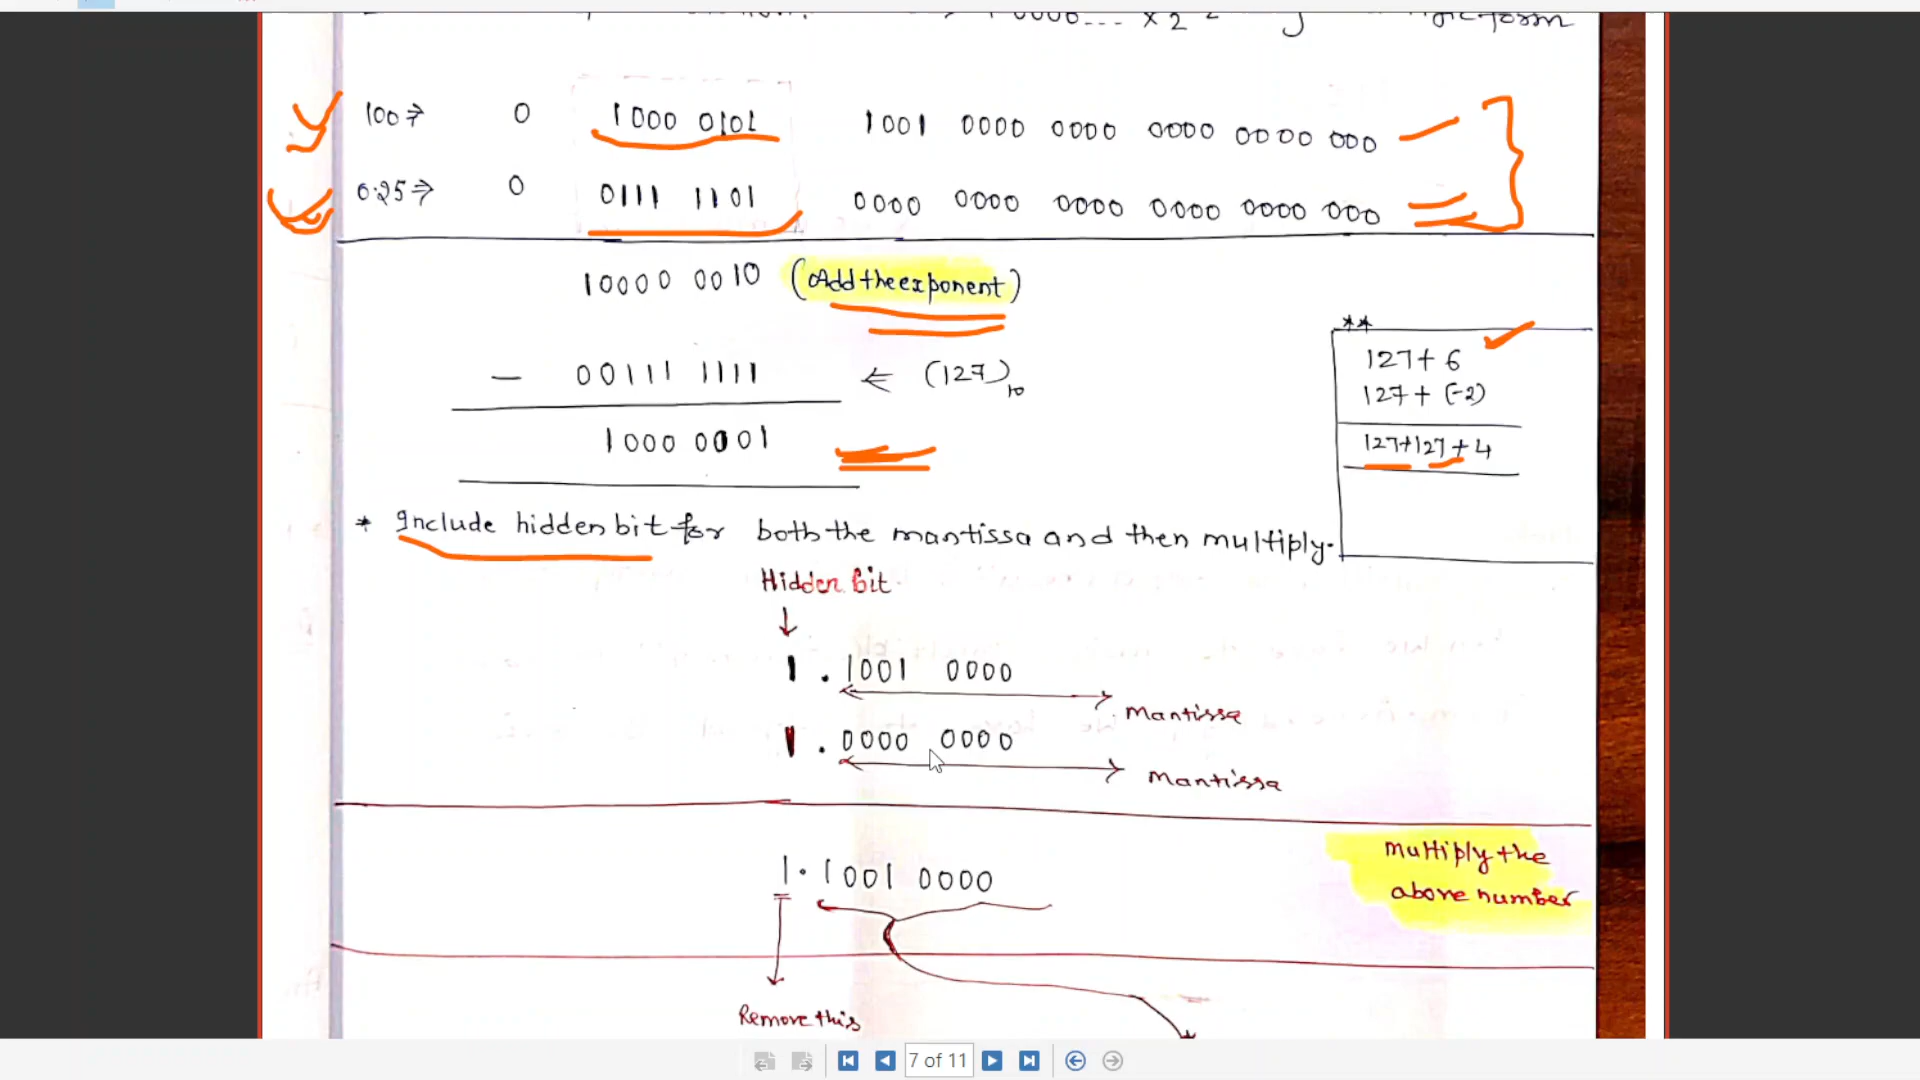 0000--- × 2
100⇒ 0 1000 0101 1001 0000 0000 0000 0000 000
0.25⇒ 0 0111 1101 0000 0000 0000 0000 0000 000
10000 0010 (Add the exponent)
— 00111 1111 ← (127)10
1000 0001
**
127+ 6
127 + (-2)
127+127+4
* Include hidden bit for both the mantissa and then multiply.
Hidden bit
↓
1 . 1001 0000
Mantissa
1 . 0000 0000
Mantissa
multiply the
above number
1.1001 0000
Remove this
7 of 11